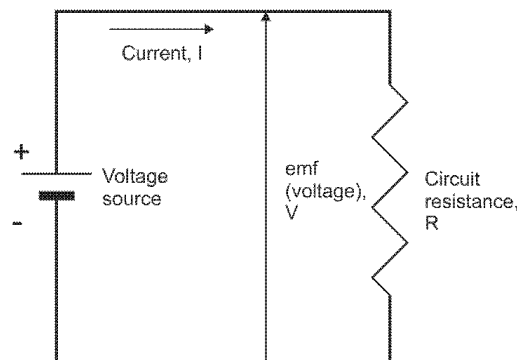 Current, I
+
Voltage
source
-
emf
(voltage),
V
Circuit
resistance,
R